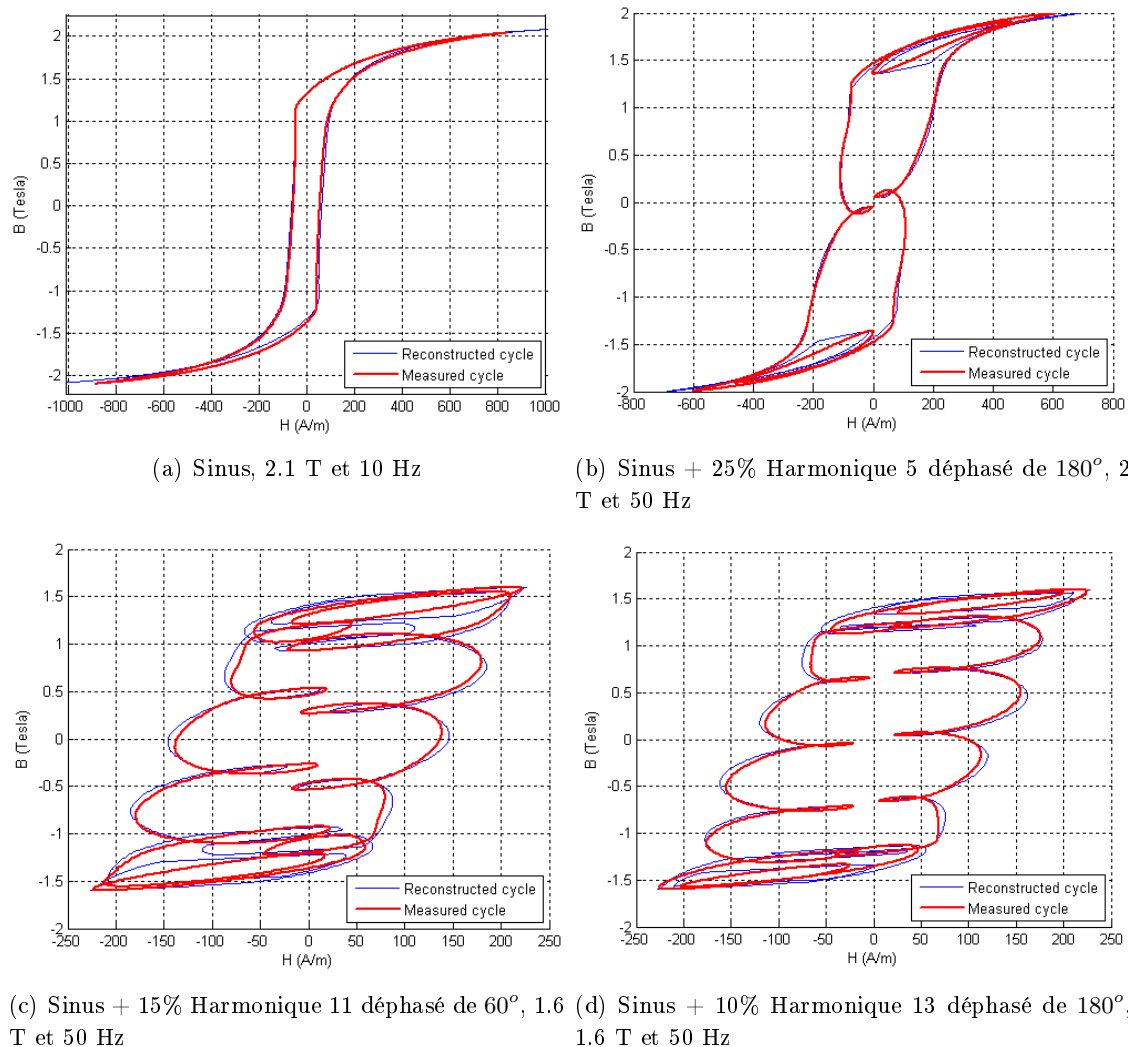 2
1.5
1
0.5
0
-0.5
-1
-1.5
-2
B (Tesla)
-1000 -800 -600 -400 -200 0 200 400 600 800 1000
H (A/m)
Reconstructed cycle
Measured cycle
(a) Sinus, 2.1 T et 10 Hz
2
1.5
1
0.5
0
-0.5
-1
-1.5
-2
B (Tesla)
-800 -600 -400 -200 0 200 400 600 800
H (A/m)
Reconstructed cycle
Measured cycle
(b) Sinus + 25% Harmonique 5 déphasé de 180°, 2
T et 50 Hz
2
1.5
1
0.5
0
-0.5
-1
-1.5
-2
B (Tesla)
-250 -200 -150 -100 -50 0 50 100 150 200 250
H (A/m)
Reconstructed cycle
Measured cycle
(c) Sinus + 15% Harmonique 11 déphasé de 60°, 1.6
T et 50 Hz
2
1.5
1
0.5
0
-0.5
-1
-1.5
-2
B (Tesla)
-250 -200 -150 -100 -50 0 50 100 150 200 250
H (A/m)
Reconstructed cycle
Measured cycle
(d) Sinus + 10% Harmonique 13 déphasé de 180°,
1.6 T et 50 Hz